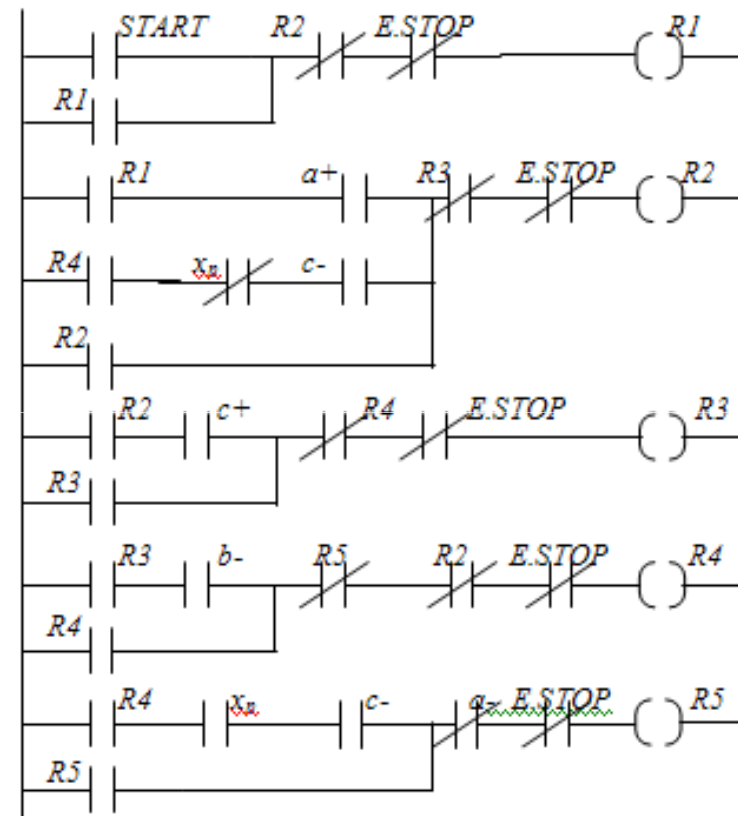 START R2 E.STOP R1
R1
R1 a+ R3 E.STOP R2
R4 xₙ c-
R2
R2 c+ R4 E.STOP R3
R3
R3 b- R5 R2 E.STOP R4
R4
R4 xₙ c- a- E.STOP R5
R5